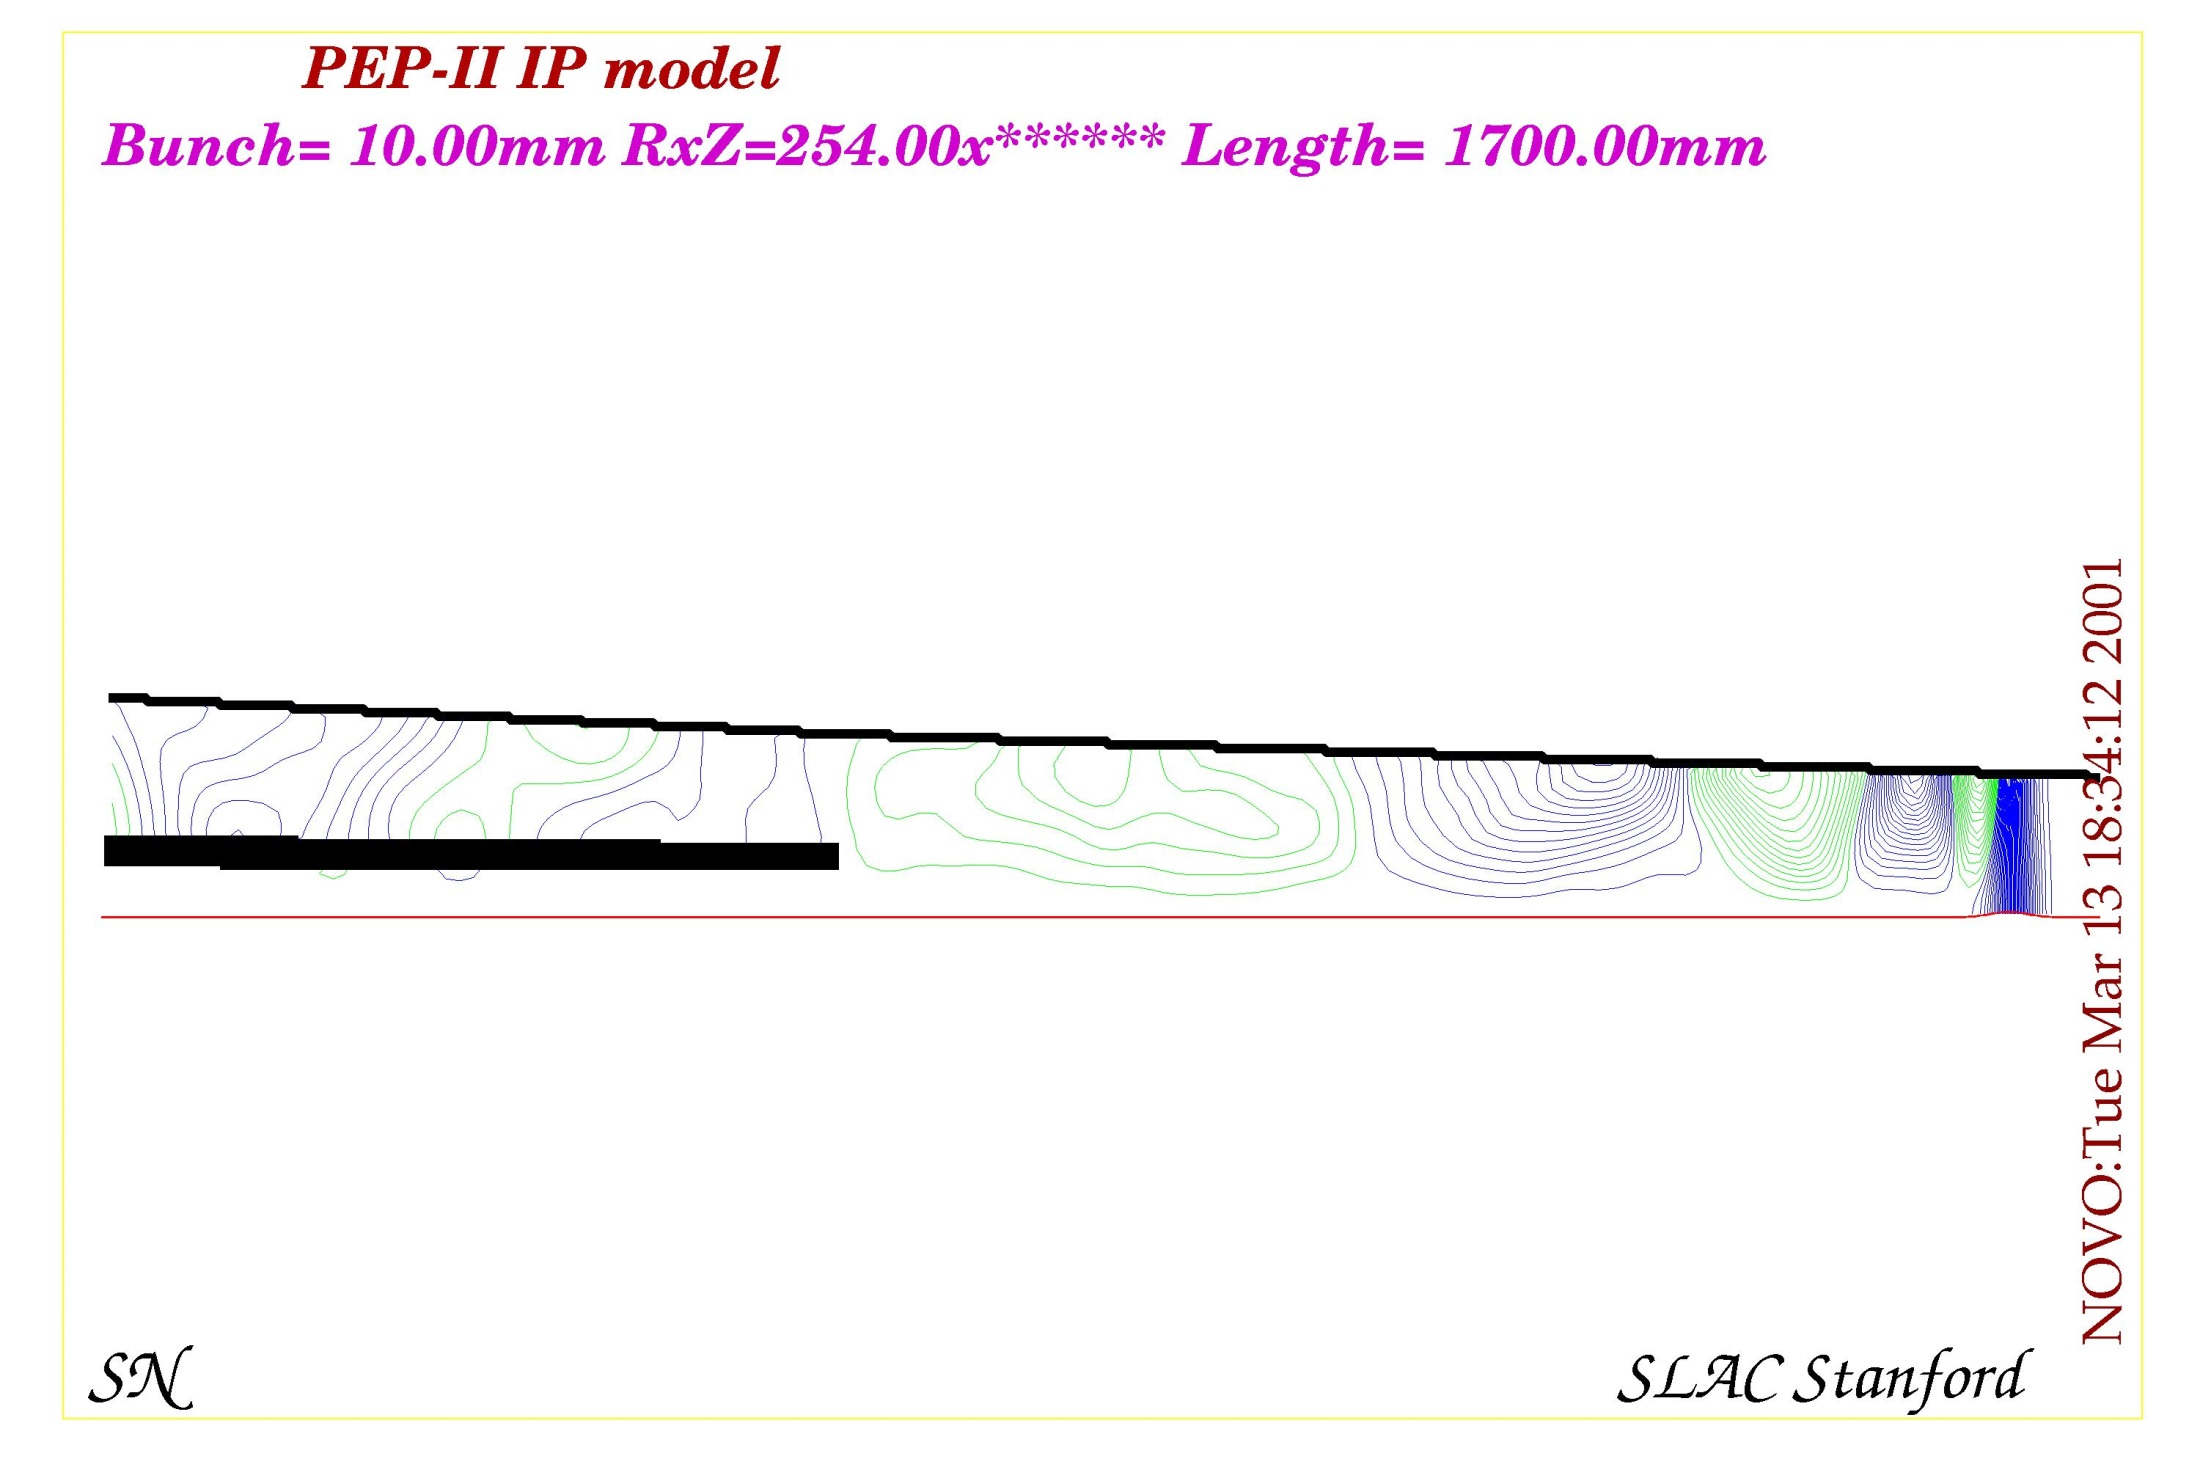 PEP-II IP model
Bunch= 10.00mm RxZ=254.00x****** Length= 1700.00mm
NOVO:Tue Mar 13 18:34:12 2001
SN
SLAC Stanford